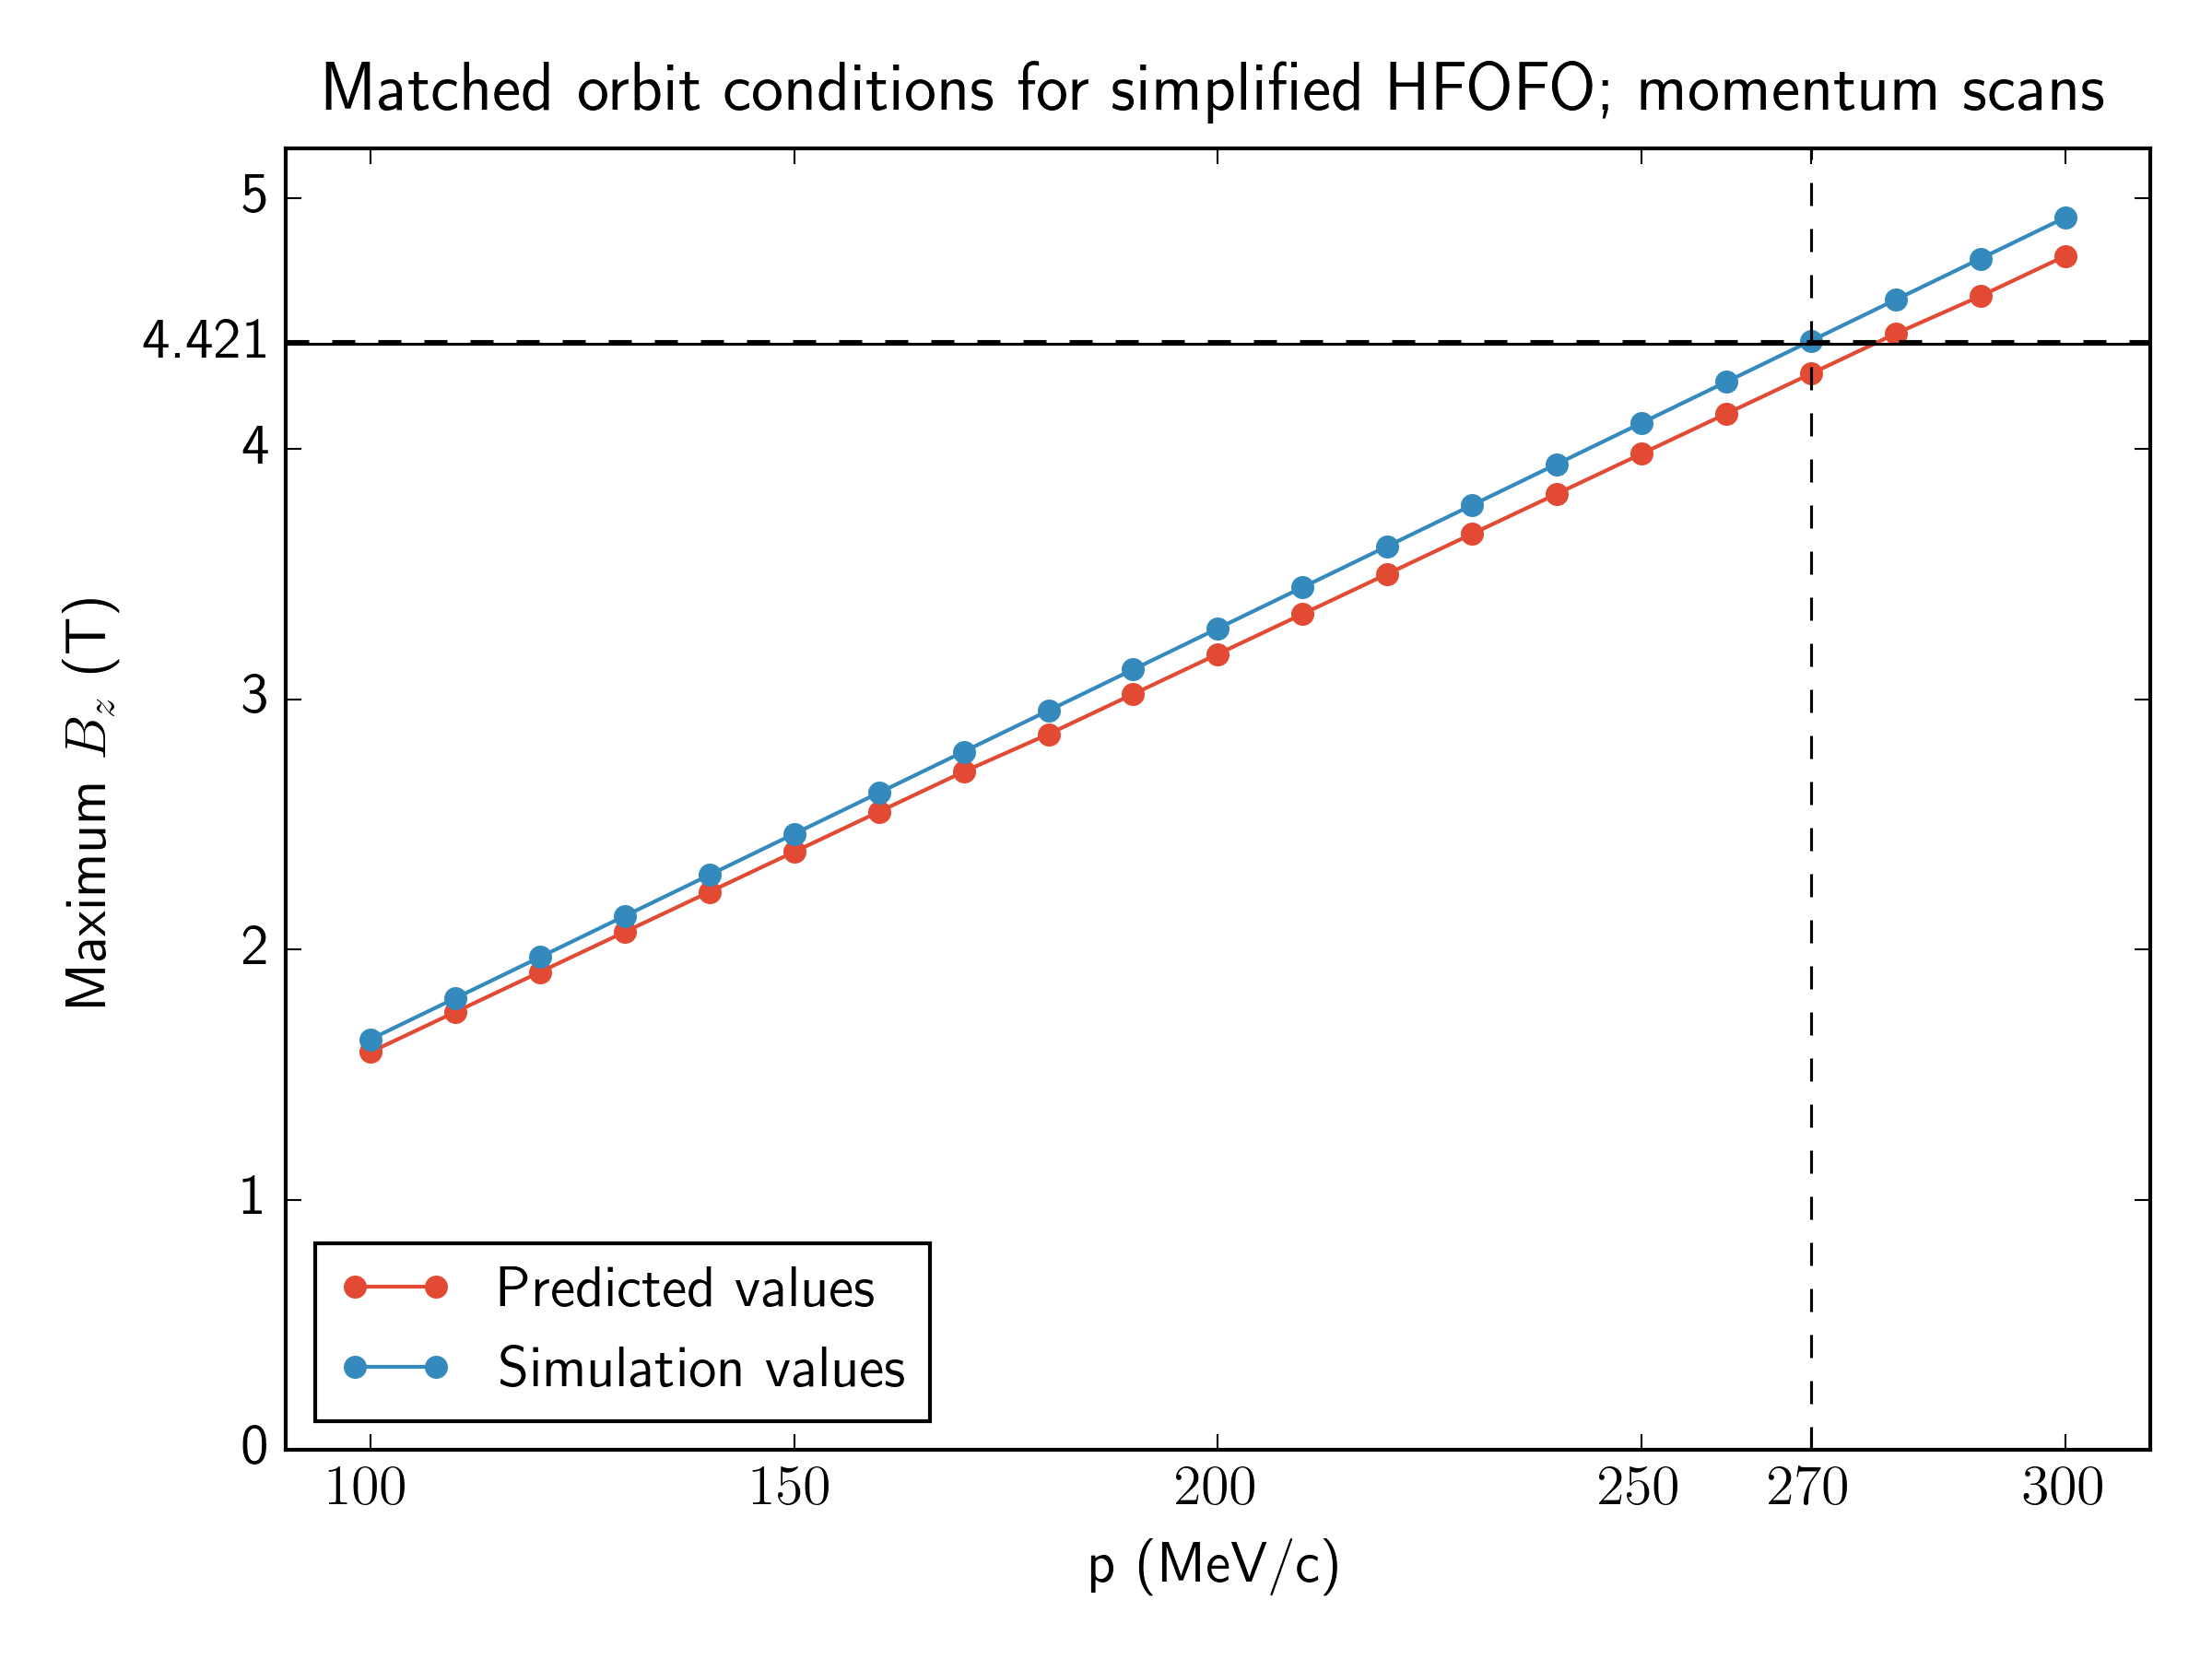 Matched orbit conditions for simplified HFOFO; momentum scans
5
4.421
4
3
2
1
0
Maximum B_z (T)
Predicted values
Simulation values
100 150 200 250 270 300
p (MeV/c)